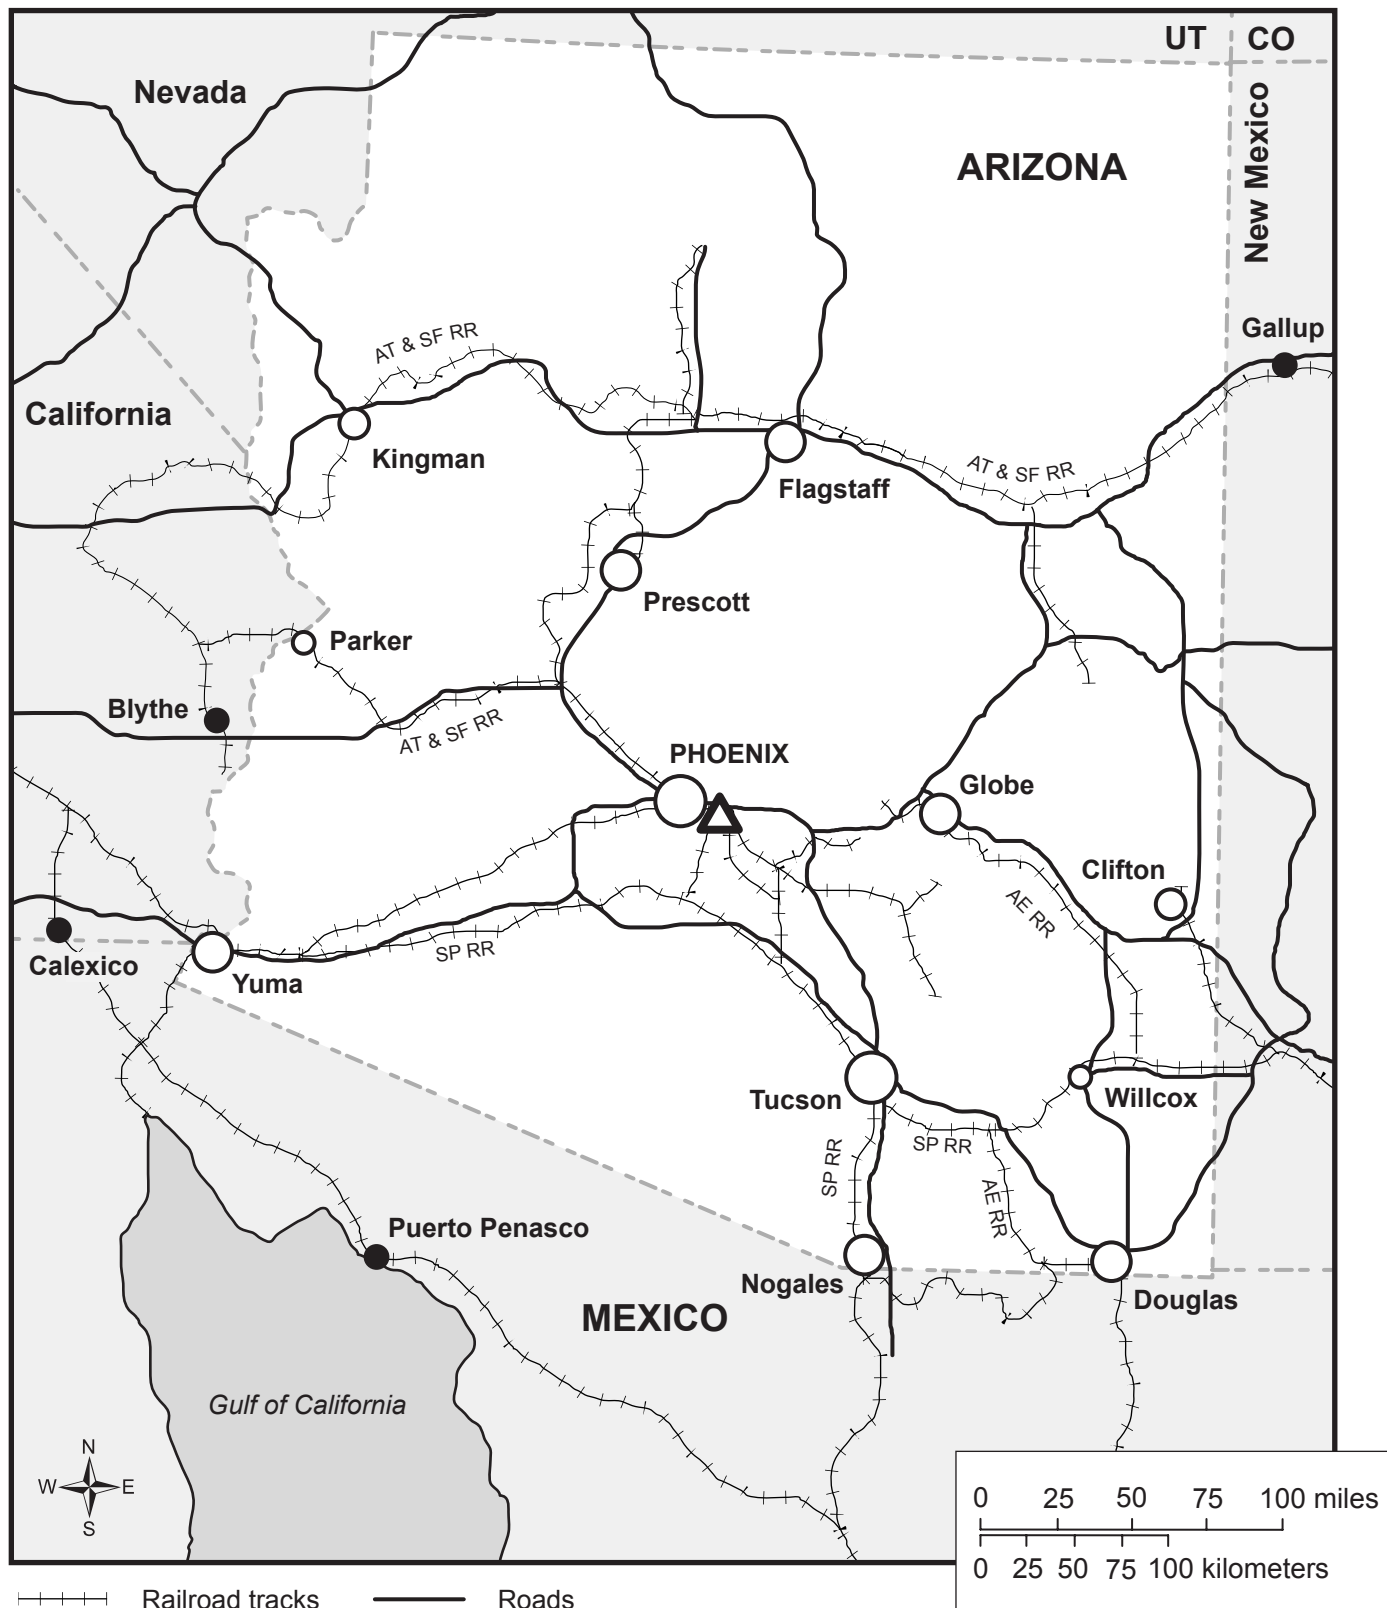 UT
CO
Nevada
New Mexico
ARIZONA
Gallup
AT & SF RR
California
Kingman
AT & SF RR
Flagstaff
Prescott
Parker
Blythe
AT & SF RR
PHOENIX
Globe
Clifton
AE RR
SP RR
Calexico
Yuma
Tucson
Willcox
SP RR
SP RR
AE RR
Puerto Penasco
Nogales
MEXICO
Douglas
Gulf of California
N
W E
S
0 25 50 75 100 miles
0 25 50 75 100 kilometers
Railroad tracks
Roads